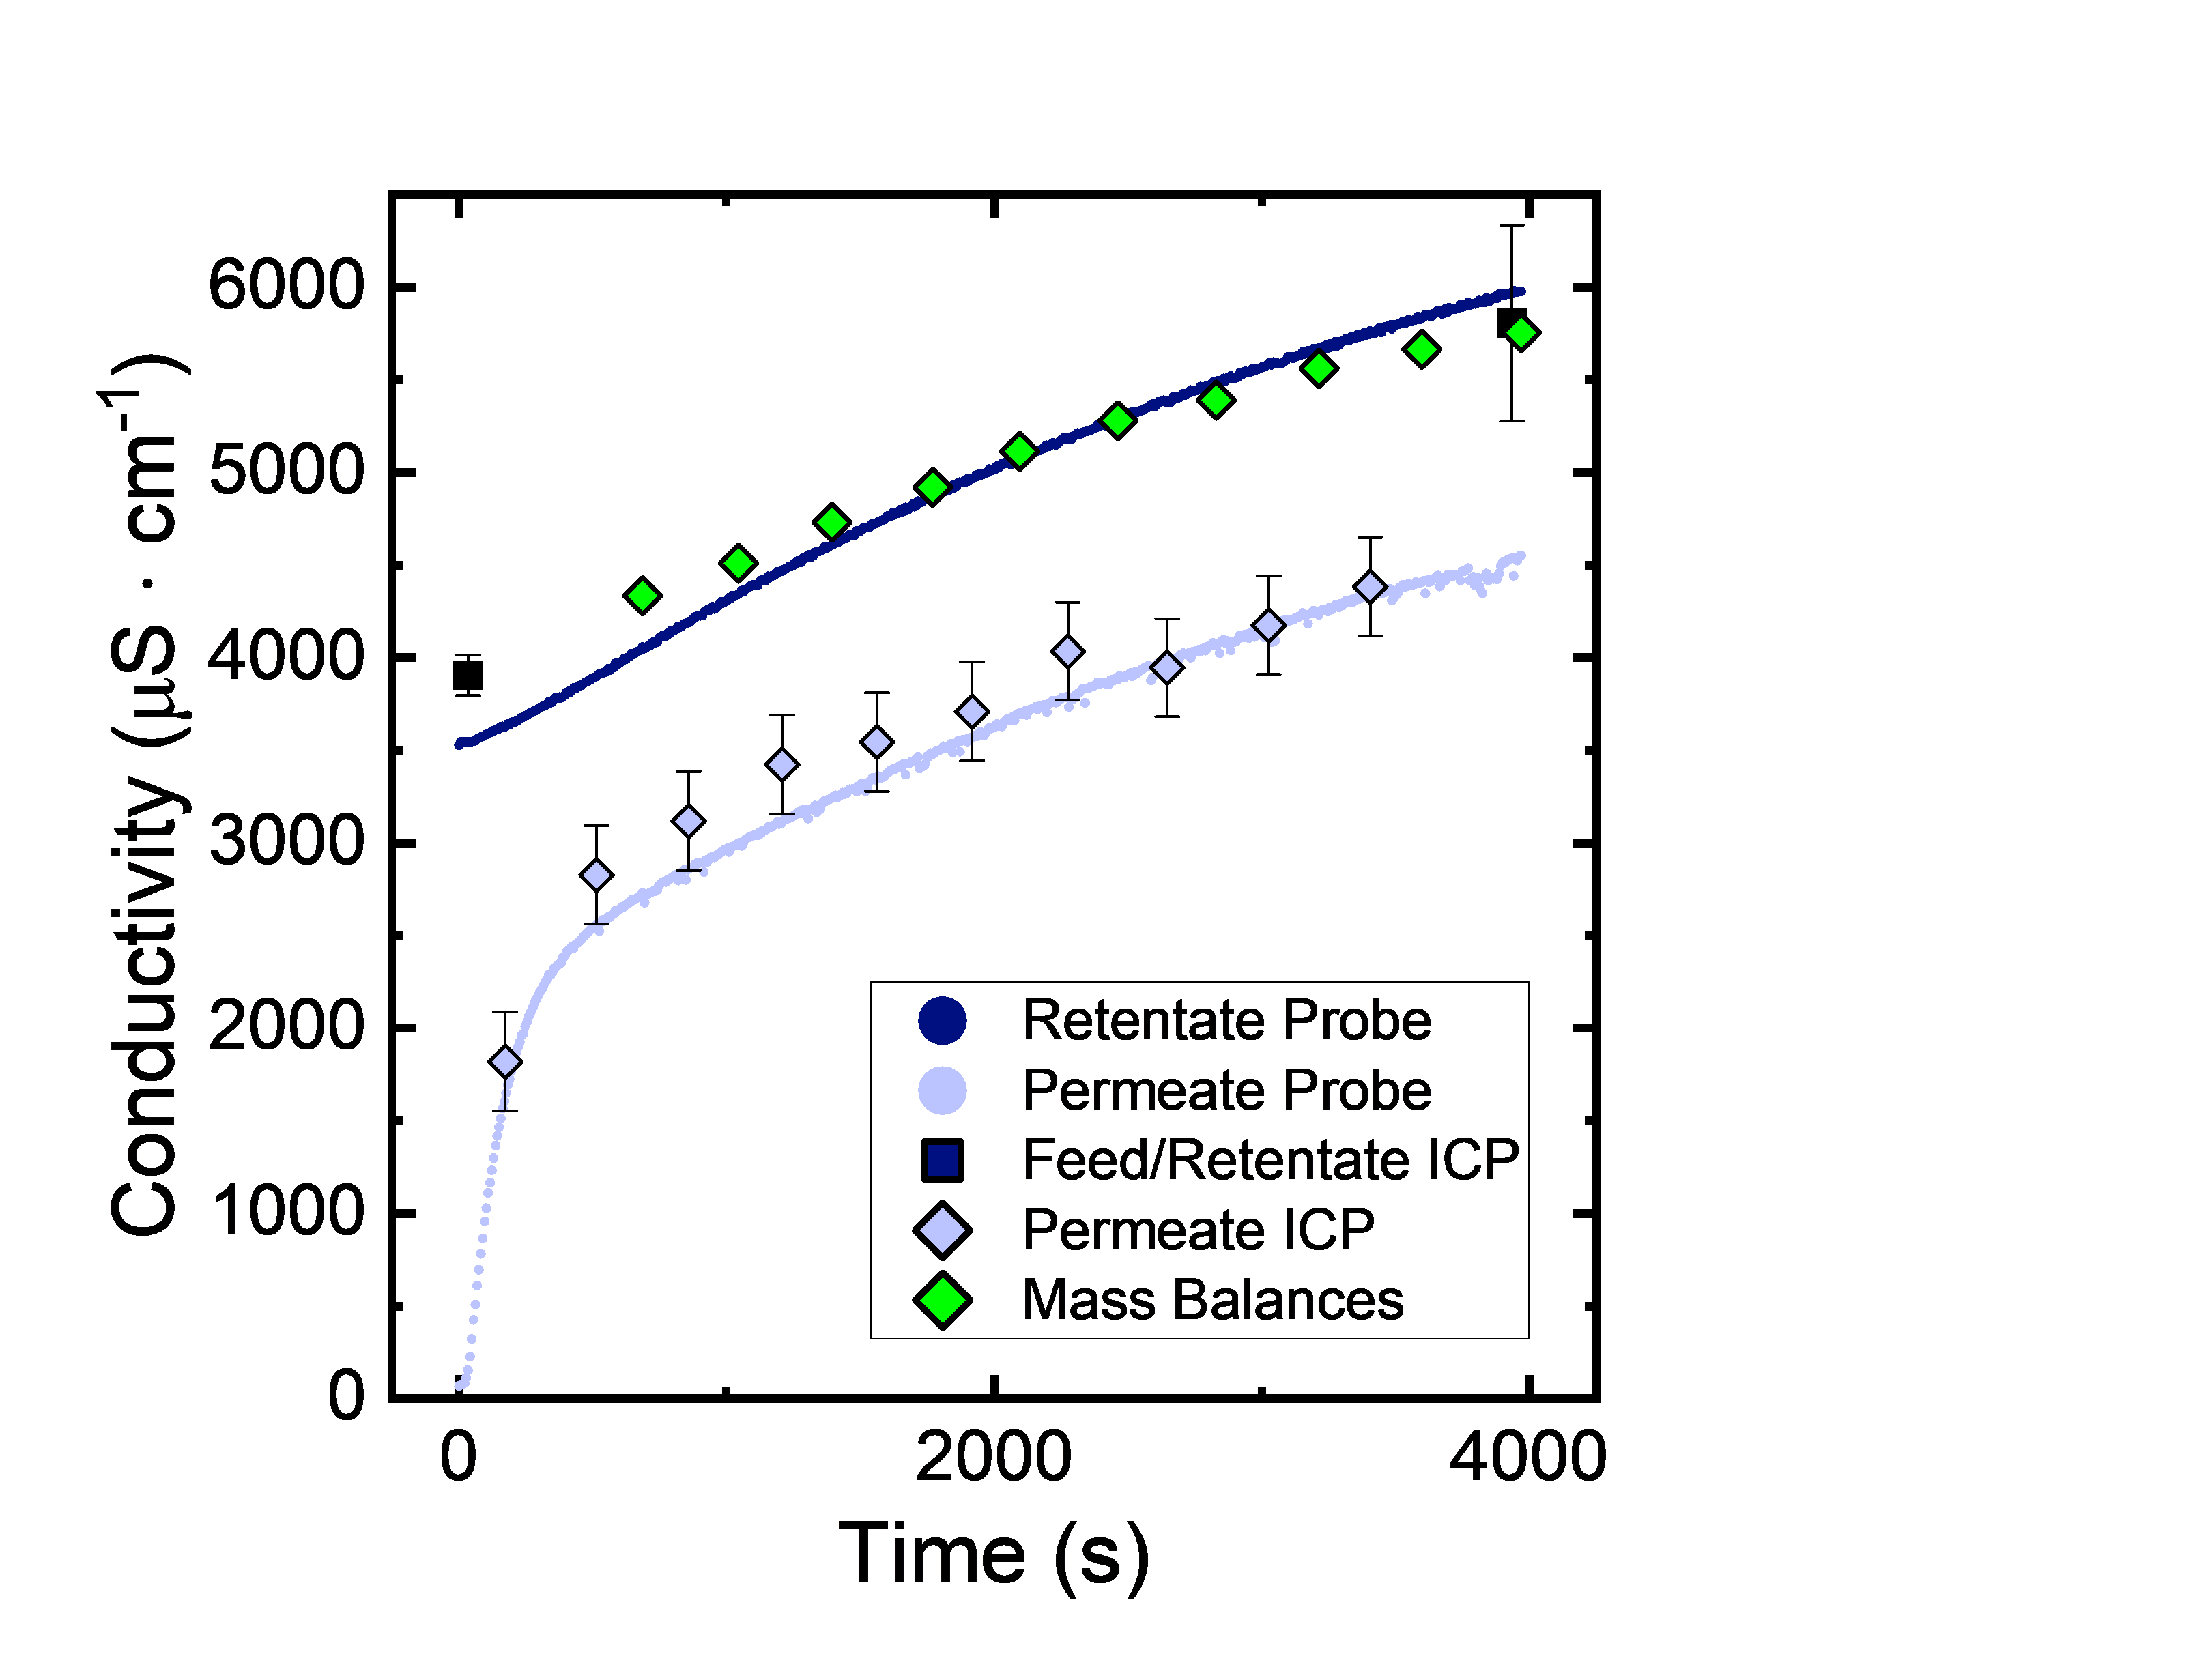 Conductivity (μS · cm⁻¹)
6000
5000
4000
3000
2000
1000
0
0 2000 4000
Time (s)
Retentate Probe
Permeate Probe
Feed/Retentate ICP
Permeate ICP
Mass Balances